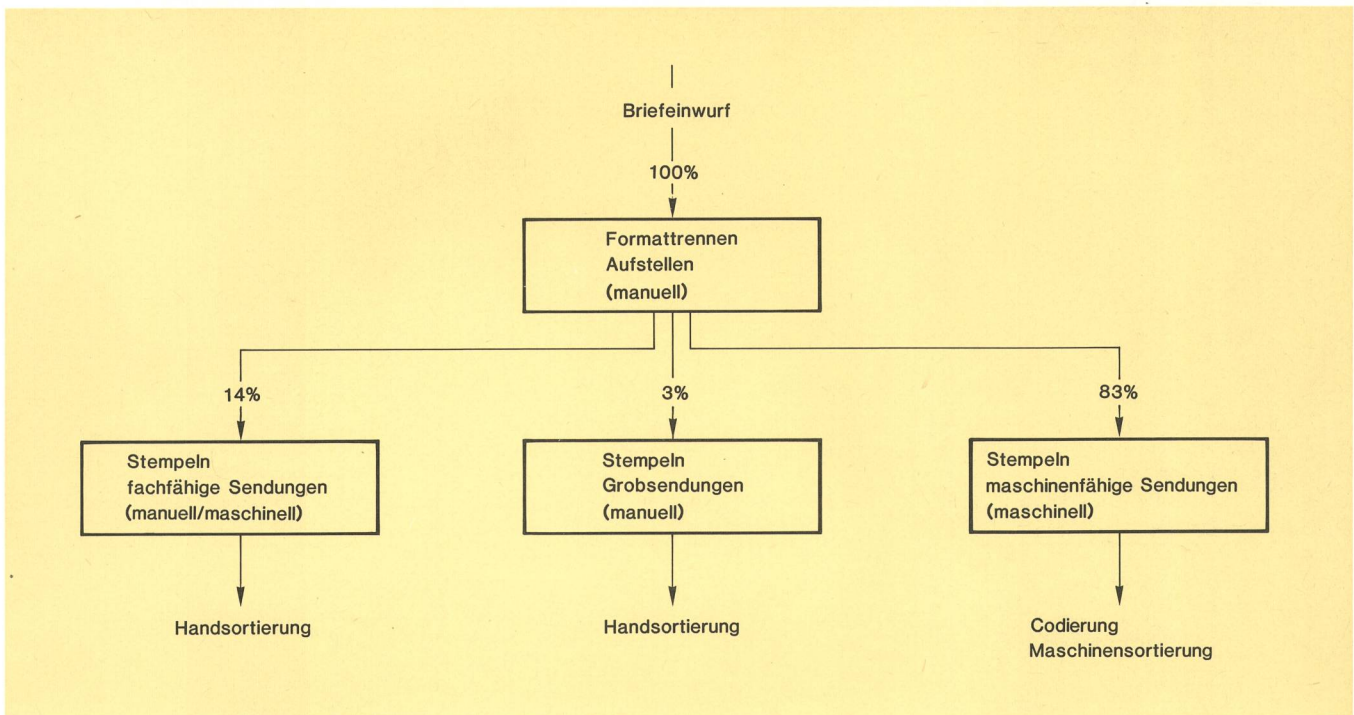 Briefeinwurf
100%
Formattrennen
Aufstellen
(manuell)
14%
3%
83%
Stempeln
fachfähige Sendungen
(manuell/maschinell)
Stempeln
Grobsendungen
(manuell)
Stempeln
maschinenfähige Sendungen
(maschinell)
Handsortierung
Handsortierung
Codierung
Maschinensortierung